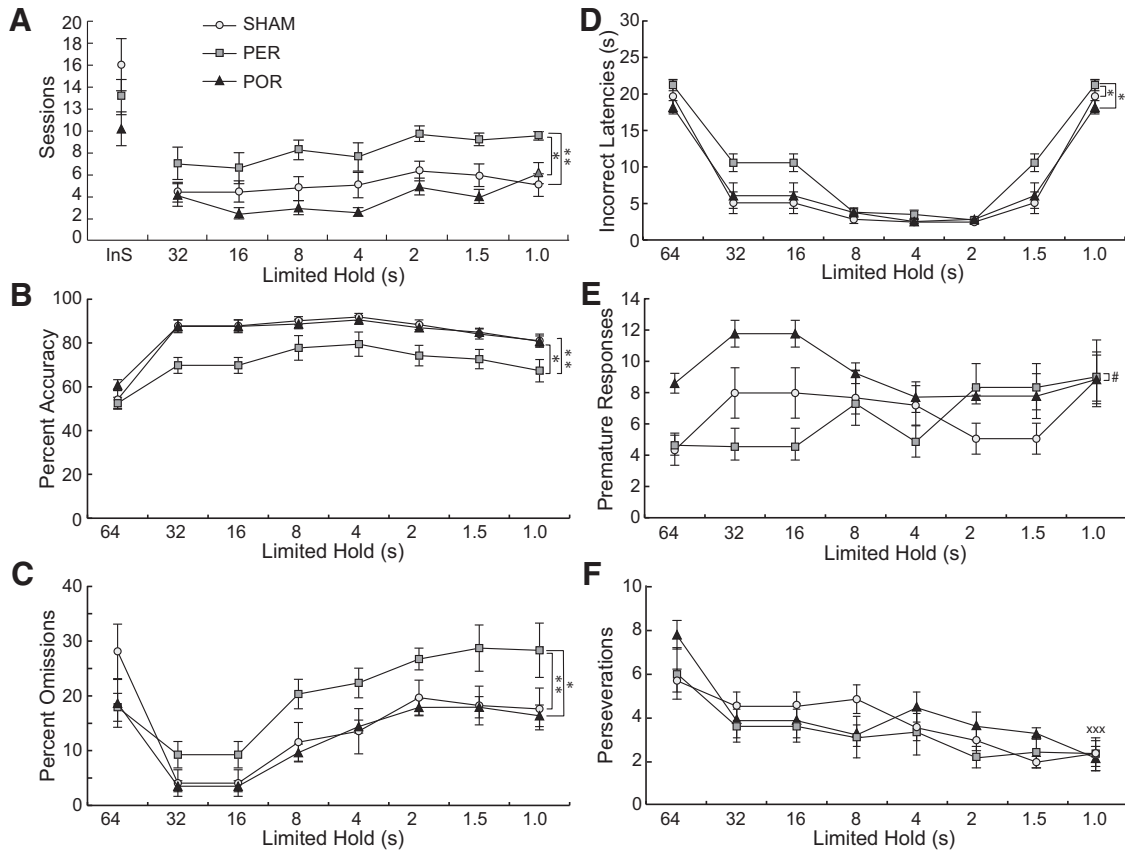 A
Sessions
20
18
16
14
12
10
8
6
4
2
0
SHAM
PER
POR
*
**
InS 32 16 8 4 2 1.5 1.0
Limited Hold (s)
B
Percent Accuracy
100
80
60
40
20
0
*
**
64 32 16 8 4 2 1.5 1.0
Limited Hold (s)
C
Percent Omissions
40
30
20
10
0
**
*
64 32 16 8 4 2 1.5 1.0
Limited Hold (s)
D
Incorrect Latencies (s)
30
25
20
15
10
5
0
*
*
64 32 16 8 4 2 1.5 1.0
Limited Hold (s)
E
Premature Responses
14
12
10
8
6
4
2
0
#
64 32 16 8 4 2 1.5 1.0
Limited Hold (s)
F
Perseverations
10
8
6
4
2
0
xxx
64 32 16 8 4 2 1.5 1.0
Limited Hold (s)